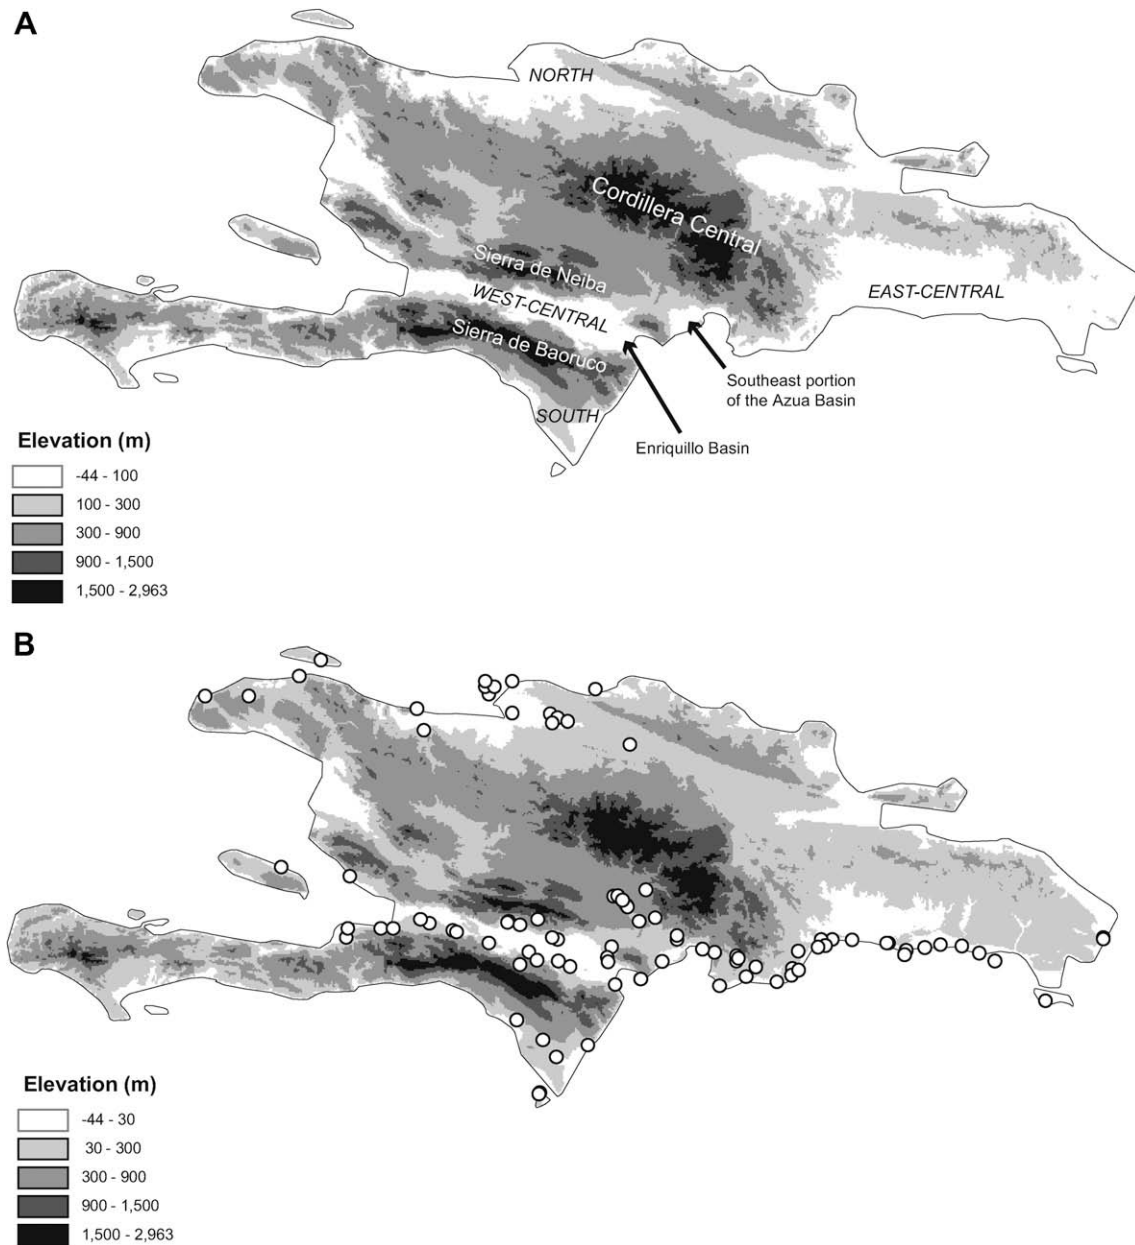 A
NORTH
Cordillera Central
Sierra de Neiba
WEST-CENTRAL
EAST-CENTRAL
Sierra de Baoruco
Southeast portion
of the Azua Basin
SOUTH
Enriquillo Basin
Elevation (m)
-44 - 100
100 - 300
300 - 900
900 - 1,500
1,500 - 2,963
B
Elevation (m)
-44 - 30
30 - 300
300 - 900
900 - 1,500
1,500 - 2,963